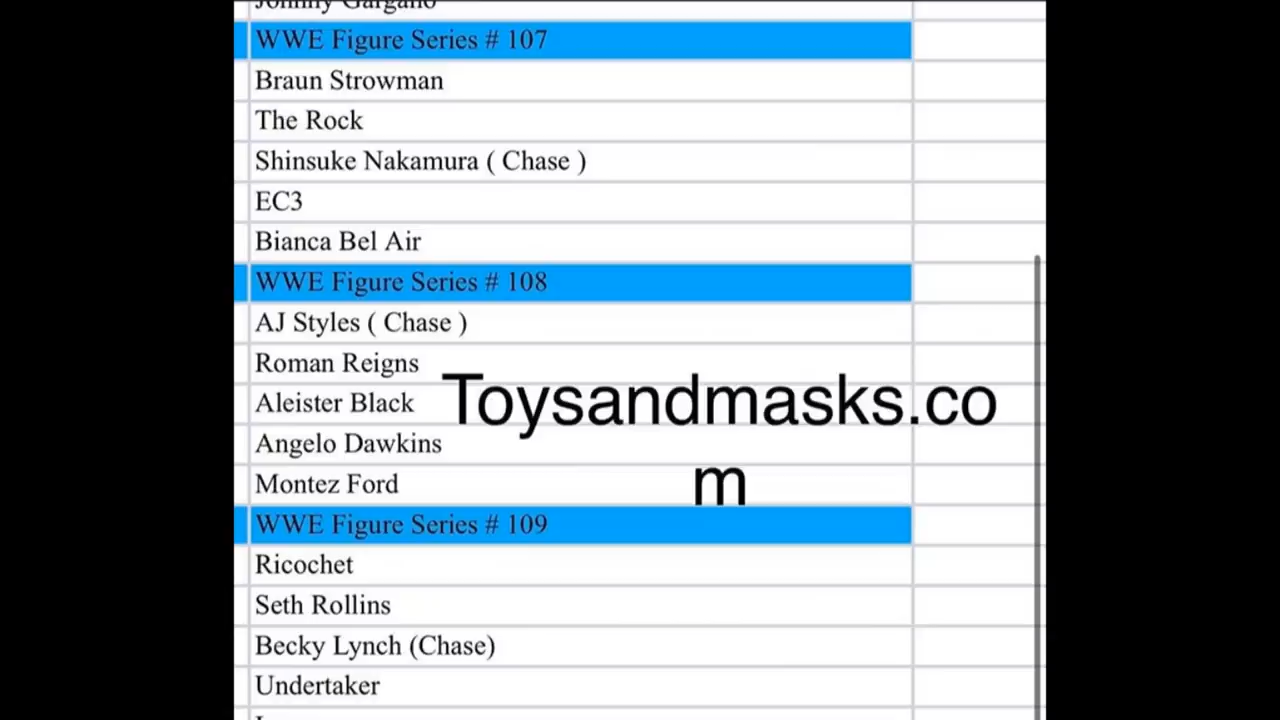 Johnny Gargano
WWE Figure Series # 107
Braun Strowman
The Rock
Shinsuke Nakamura ( Chase )
EC3
Bianca Bel Air
WWE Figure Series # 108
AJ Styles ( Chase )
Roman Reigns
Aleister Black
Toysandmasks.co
m
Angelo Dawkins
Montez Ford
WWE Figure Series # 109
Ricochet
Seth Rollins
Becky Lynch (Chase)
Undertaker